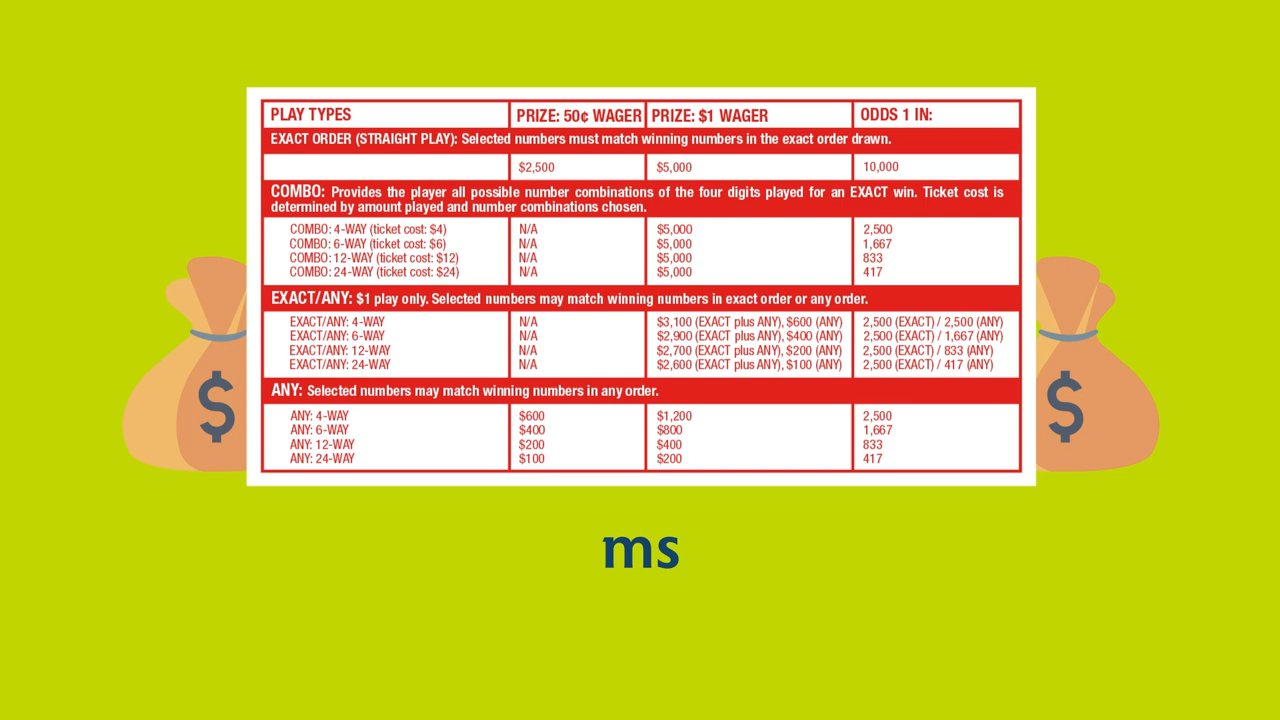 PLAY TYPES PRIZE: 50¢ WAGER PRIZE: $1 WAGER ODDS 1 IN:
EXACT ORDER (STRAIGHT PLAY): Selected numbers must match winning numbers in the exact order drawn.
$2,500 $5,000 10,000
COMBO: Provides the player all possible number combinations of the four digits played for an EXACT win. Ticket cost is
determined by amount played and number combinations chosen.
COMBO: 4-WAY (ticket cost: $4) N/A $5,000 2,500
COMBO: 6-WAY (ticket cost: $6) N/A $5,000 1,667
COMBO: 12-WAY (ticket cost: $12) N/A $5,000 833
COMBO: 24-WAY (ticket cost: $24) N/A $5,000 417
EXACT/ANY: $1 play only. Selected numbers may match winning numbers in exact order or any order.
EXACT/ANY: 4-WAY N/A $3,100 (EXACT plus ANY), $600 (ANY) 2,500 (EXACT) / 2,500 (ANY)
EXACT/ANY: 6-WAY N/A $2,900 (EXACT plus ANY), $400 (ANY) 2,500 (EXACT) / 1,667 (ANY)
EXACT/ANY: 12-WAY N/A $2,700 (EXACT plus ANY), $200 (ANY) 2,500 (EXACT) / 833 (ANY)
EXACT/ANY: 24-WAY N/A $2,600 (EXACT plus ANY), $100 (ANY) 2,500 (EXACT) / 417 (ANY)
ANY: Selected numbers may match winning numbers in any order.
ANY: 4-WAY $600 $1,200 2,500
ANY: 6-WAY $400 $800 1,667
ANY: 12-WAY $200 $400 833
ANY: 24-WAY $100 $200 417
$ $
ms